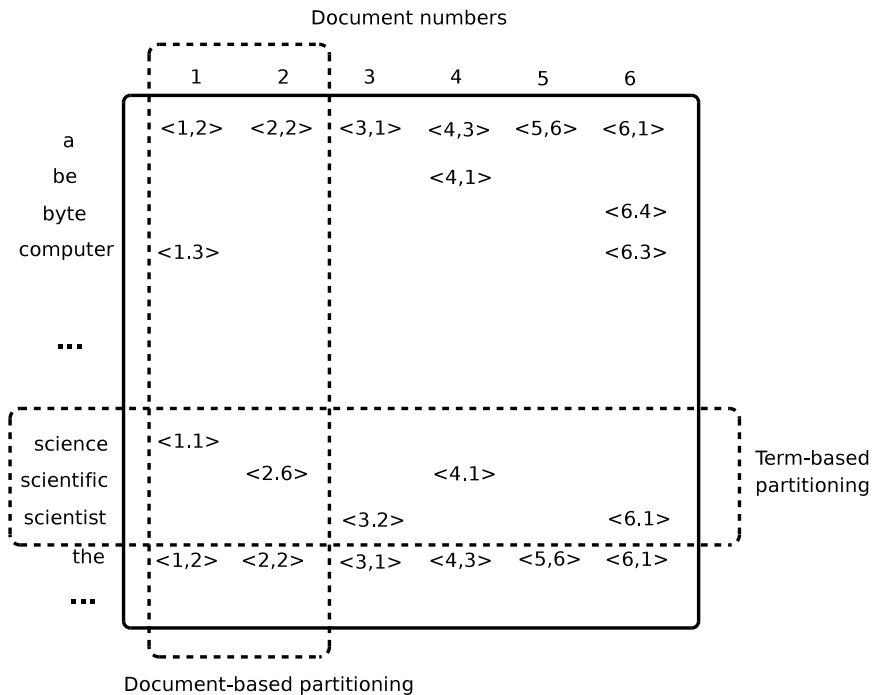 Document numbers
1 2 3 4 5 6
a <1,2> <2,2> <3,1> <4,3> <5,6> <6,1>
be <4,1>
byte <6.4>
computer <1.3> <6.3>
...
science <1.1>
scientific <2.6> <4.1>
scientist <3.2> <6.1>
the <1,2> <2,2> <3,1> <4,3> <5,6> <6,1>
...
Term-based
partitioning
Document-based partitioning